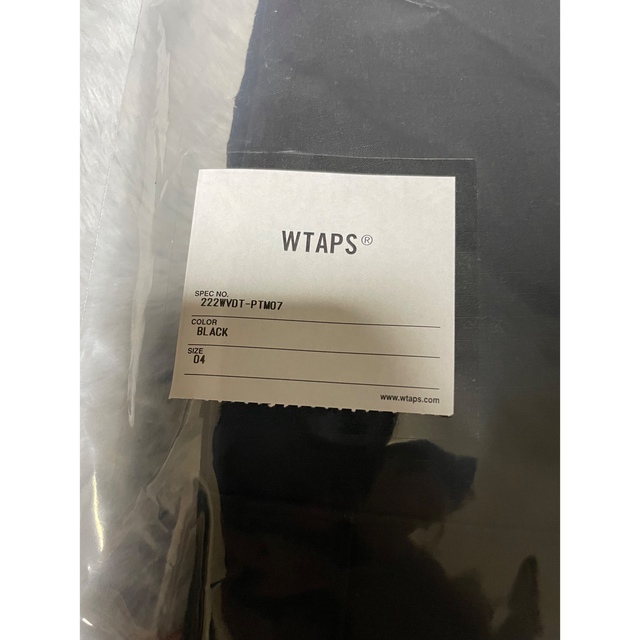 WTAPS®
SPEC NO.
222WVDT-PTM07
COLOR
BLACK
SIZE
04
www.wtaps.com